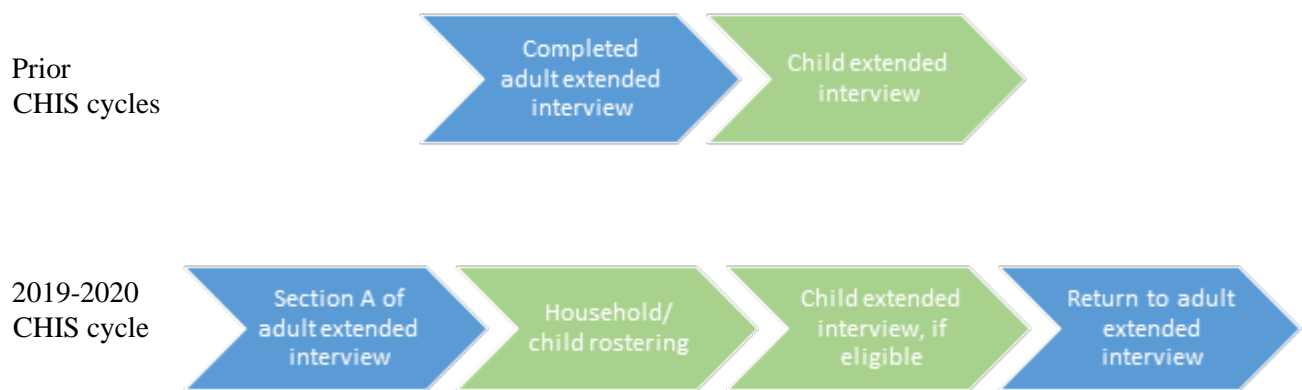 Prior
CHIS cycles
Completed
adult extended
interview
Child extended
interview
2019-2020
CHIS cycle
Section A of
adult extended
interview
Household/
child rostering
Child extended
interview, if
eligible
Return to adult
extended
interview